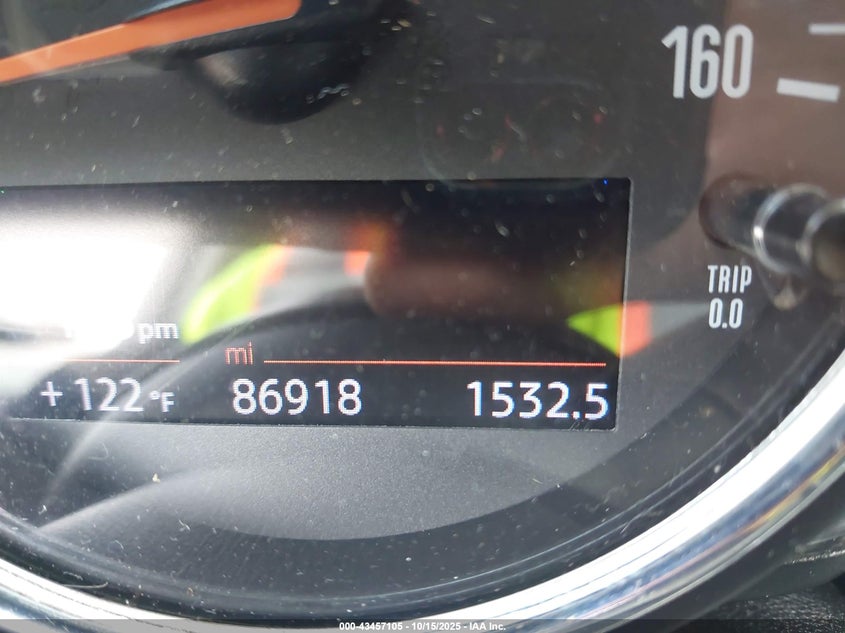 160
TRIP
0.0
pm
mi
+ 122 °F 86918 1532.5
000-43457105 - 10/15/2025 - IAA Inc.